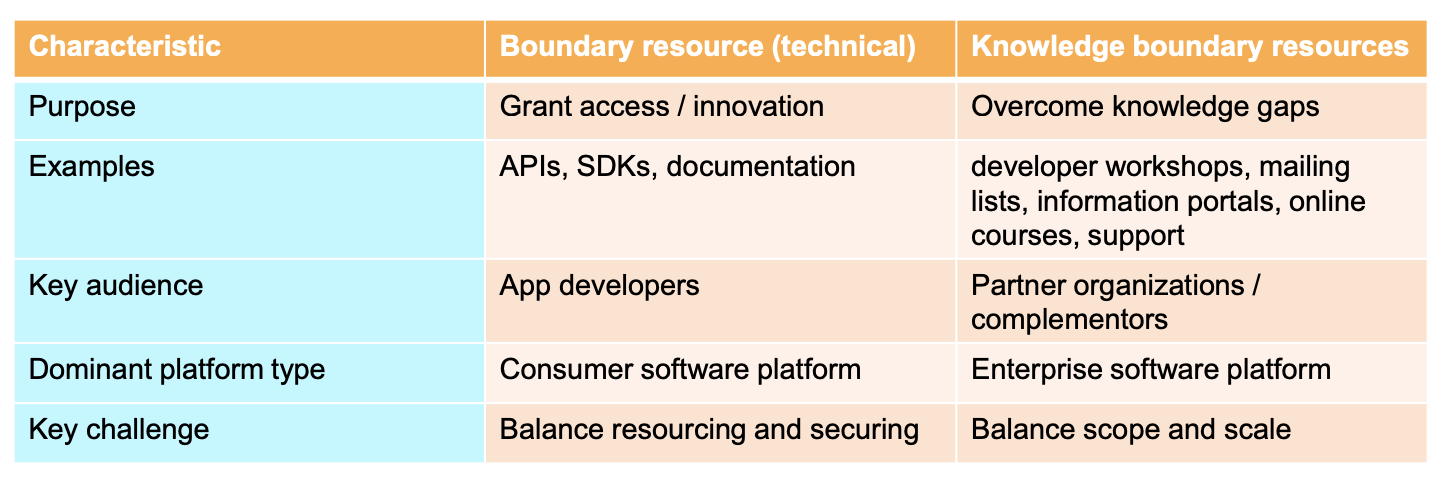 Characteristic
Boundary resource (technical)
Knowledge boundary resources
Purpose
Grant access / innovation
Overcome knowledge gaps
Examples
APIs, SDKs, documentation
developer workshops, mailing
lists, information portals, online
courses, support
Key audience
App developers
Partner organizations /
complementors
Dominant platform type
Consumer software platform
Enterprise software platform
Key challenge
Balance resourcing and securing
Balance scope and scale